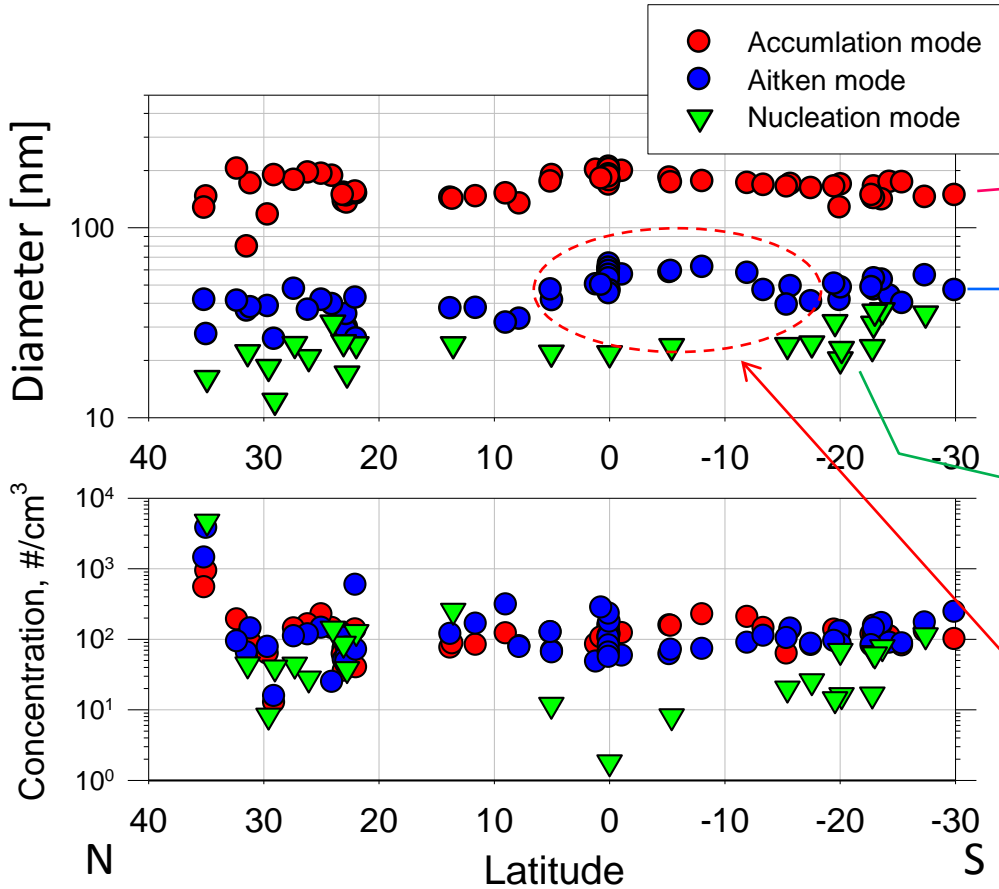 Accumlation mode
Aitken mode
Nucleation mode
Diameter [nm]
100
10
40 30 20 10 0 -10 -20 -30
Concentration, #/cm³
10⁴
10³
10²
10¹
10⁰
40 30 20 10 0 -10 -20 -30
N Latitude S